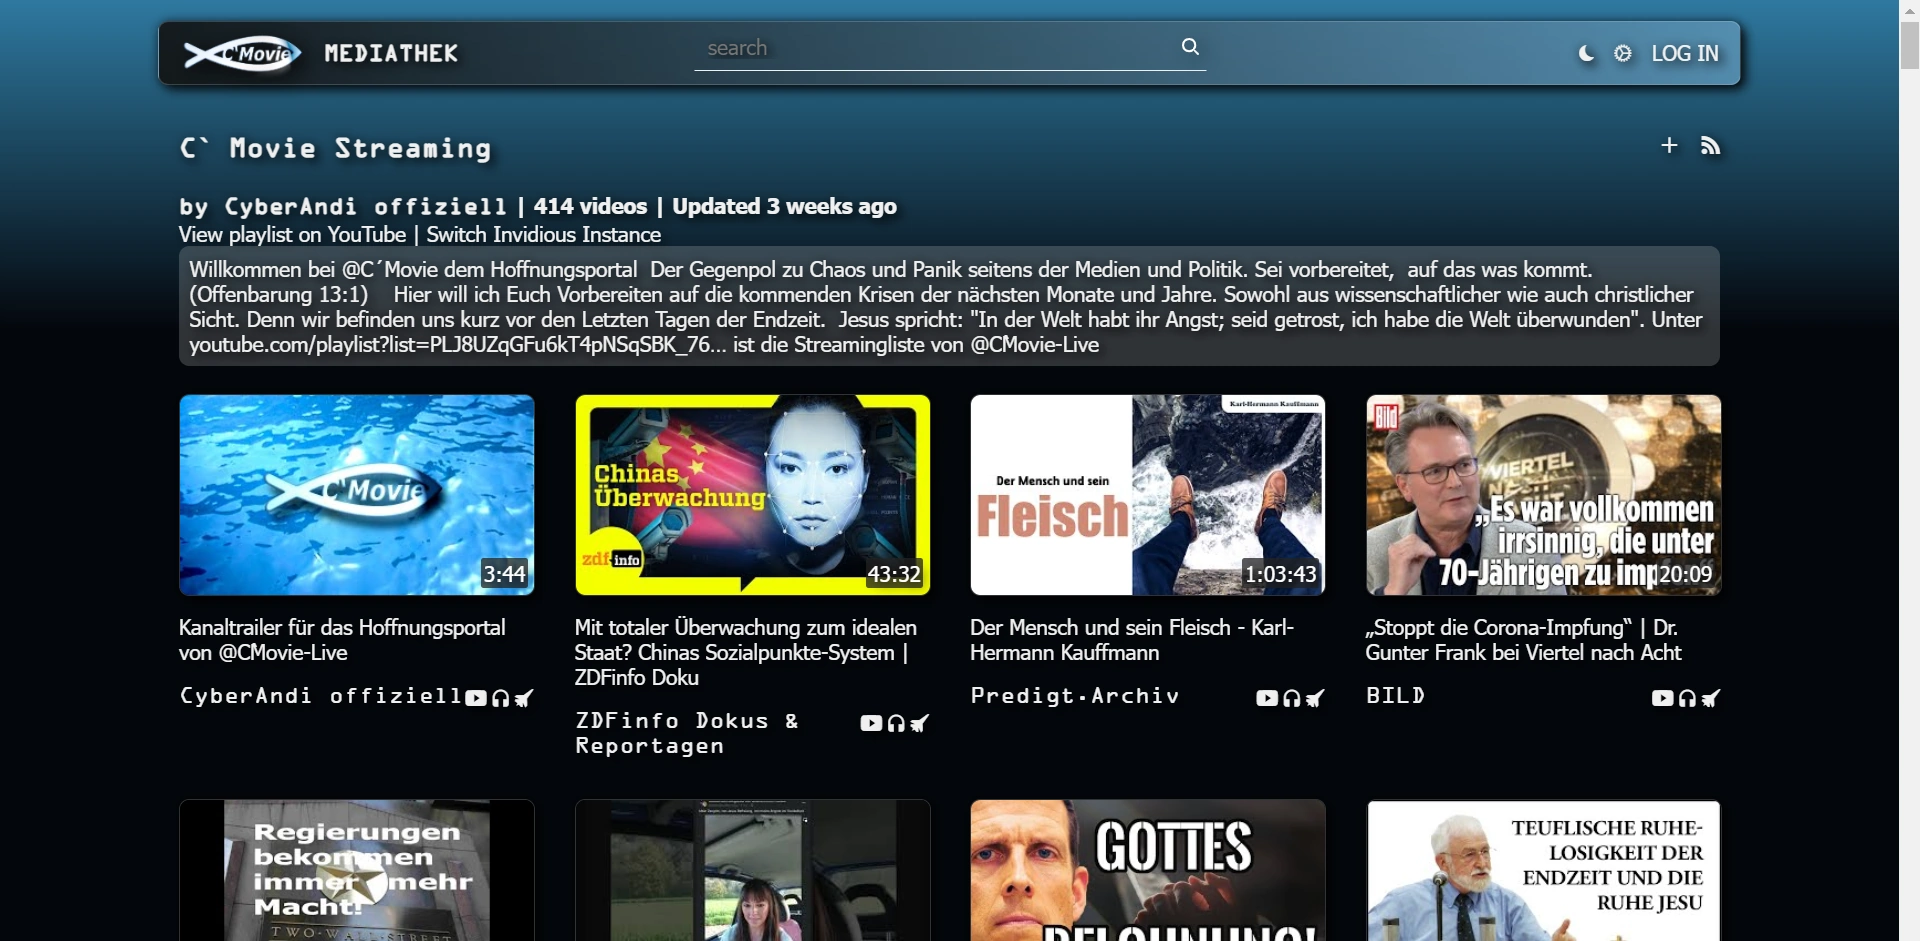 C'Movie MEDIATHEK search LOG IN
C` Movie Streaming
by CyberAndi offiziell | 414 videos | Updated 3 weeks ago
View playlist on YouTube | Switch Invidious Instance
Willkommen bei @C´Movie dem Hoffnungsportal  Der Gegenpol zu Chaos und Panik seitens der Medien und Politik. Sei vorbereitet,  auf das was kommt.
(Offenbarung 13:1)    Hier will ich Euch Vorbereiten auf die kommenden Krisen der nächsten Monate und Jahre. Sowohl aus wissenschaftlicher wie auch christlicher
Sicht. Denn wir befinden uns kurz vor den Letzten Tagen der Endzeit.  Jesus spricht: "In der Welt habt ihr Angst; seid getrost, ich habe die Welt überwunden". Unter
youtube.com/playlist?list=PLJ8UZqGFu6kT4pNSqSBK_76... ist die Streamingliste von @CMovie-Live
C'Movie
3:44
Kanaltrailer für das Hoffnungsportal
von @CMovie-Live
CyberAndi offiziell
Chinas
Überwachung
zdf info
43:32
Mit totaler Überwachung zum idealen
Staat? Chinas Sozialpunkte-System |
ZDFinfo Doku
ZDFinfo Dokus &
Reportagen
Karl-Hermann Kauffmann
Der Mensch und sein
Fleisch
1:03:43
Der Mensch und sein Fleisch - Karl-
Hermann Kauffmann
Predigt.Archiv
Bild
VIERTEL
„Es war vollkommen
irrsinnig, die unter
70-Jährigen zu imp
20:09
„Stoppt die Corona-Impfung“ | Dr.
Gunter Frank bei Viertel nach Acht
BILD
Regierungen
bekommen
immer mehr
Macht!
TWO·WALL·STREET
GOTTES
BELOHNUNG!
TEUFLISCHE RUHE-
LOSIGKEIT DER
ENDZEIT UND DIE
RUHE JESU